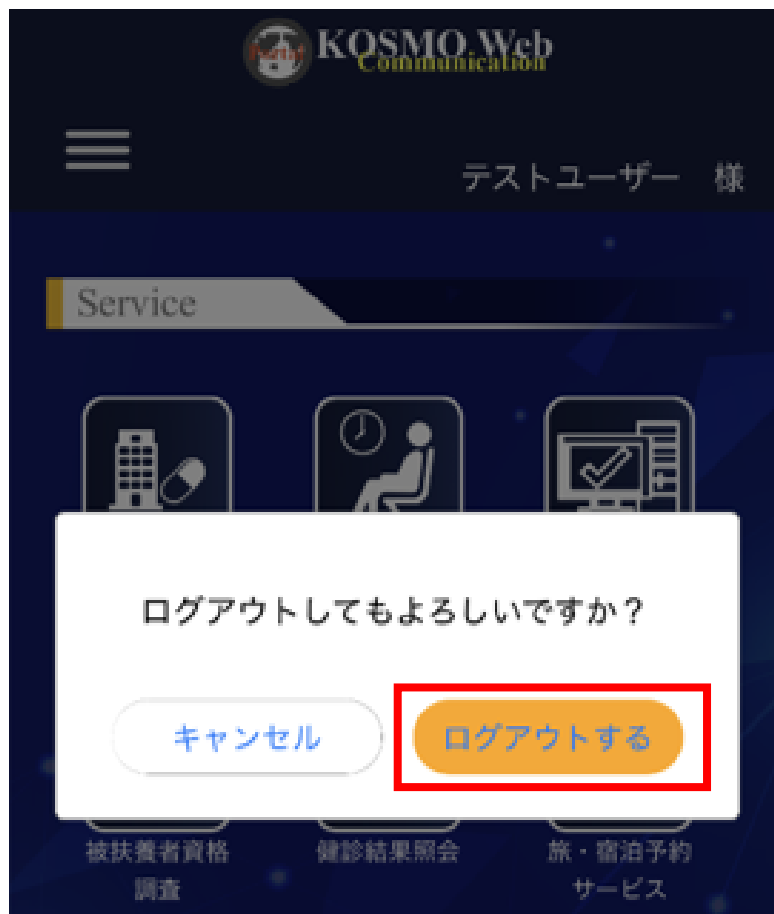 Portal
KOSMO Web
Communication
テストユーザー 様
Service
ログアウトしてもよろしいですか？
キャンセル
ログアウトする
被扶養者資格
調査
健診結果照会
旅・宿泊予約
サービス